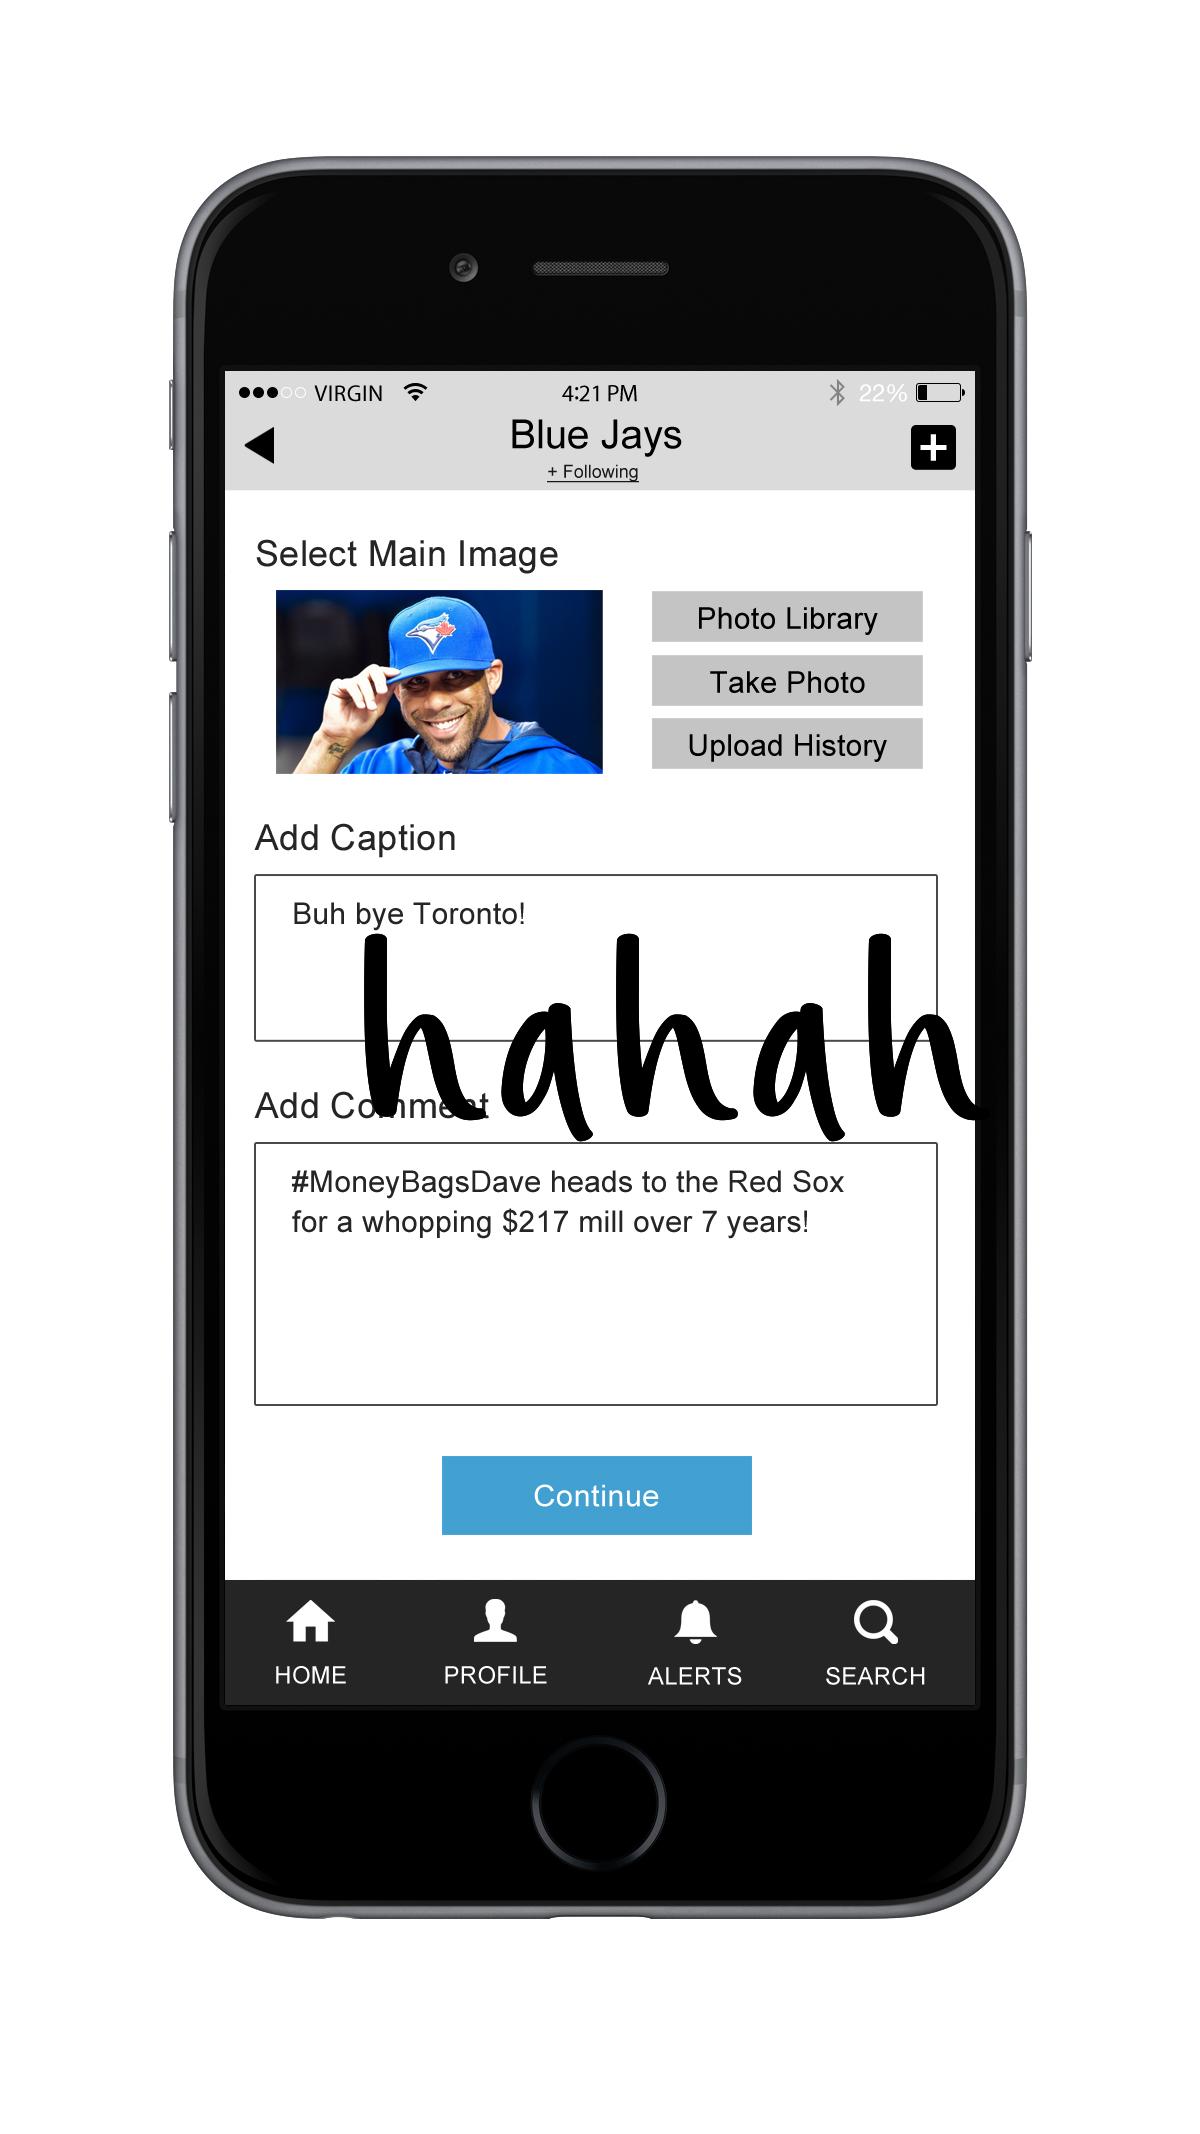 VIRGIN 4:21 PM 22%
Blue Jays
+ Following
Select Main Image
Photo Library
Take Photo
Upload History
Add Caption
Buh bye Toronto!
hahah
Add Comment
#MoneyBagsDave heads to the Red Sox
for a whopping $217 mill over 7 years!
Continue
HOME PROFILE ALERTS SEARCH